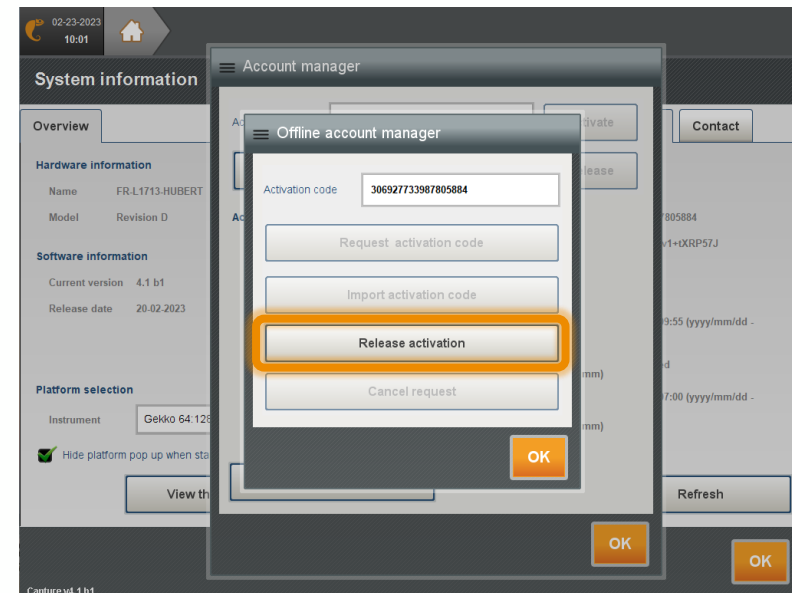 02-23-2023
10:01
Account manager
System information
Offline account manager
Overview
Contact
Hardware information
Activation code 306927733987805884
Name FR-L1713-HUBERT
Model Revision D
805884
Request activation code
v1+tXRP57J
Software information
Current version 4.1 b1
Import activation code
Release date 20-02-2023
9:55 (yyyy/mm/dd -
Release activation
mm)
Platform selection
Cancel request
7:00 (yyyy/mm/dd -
Instrument Gekko 64:128
mm)
Hide platform pop up when sta
OK
View th
Refresh
OK
OK
Capture v4.1 b1